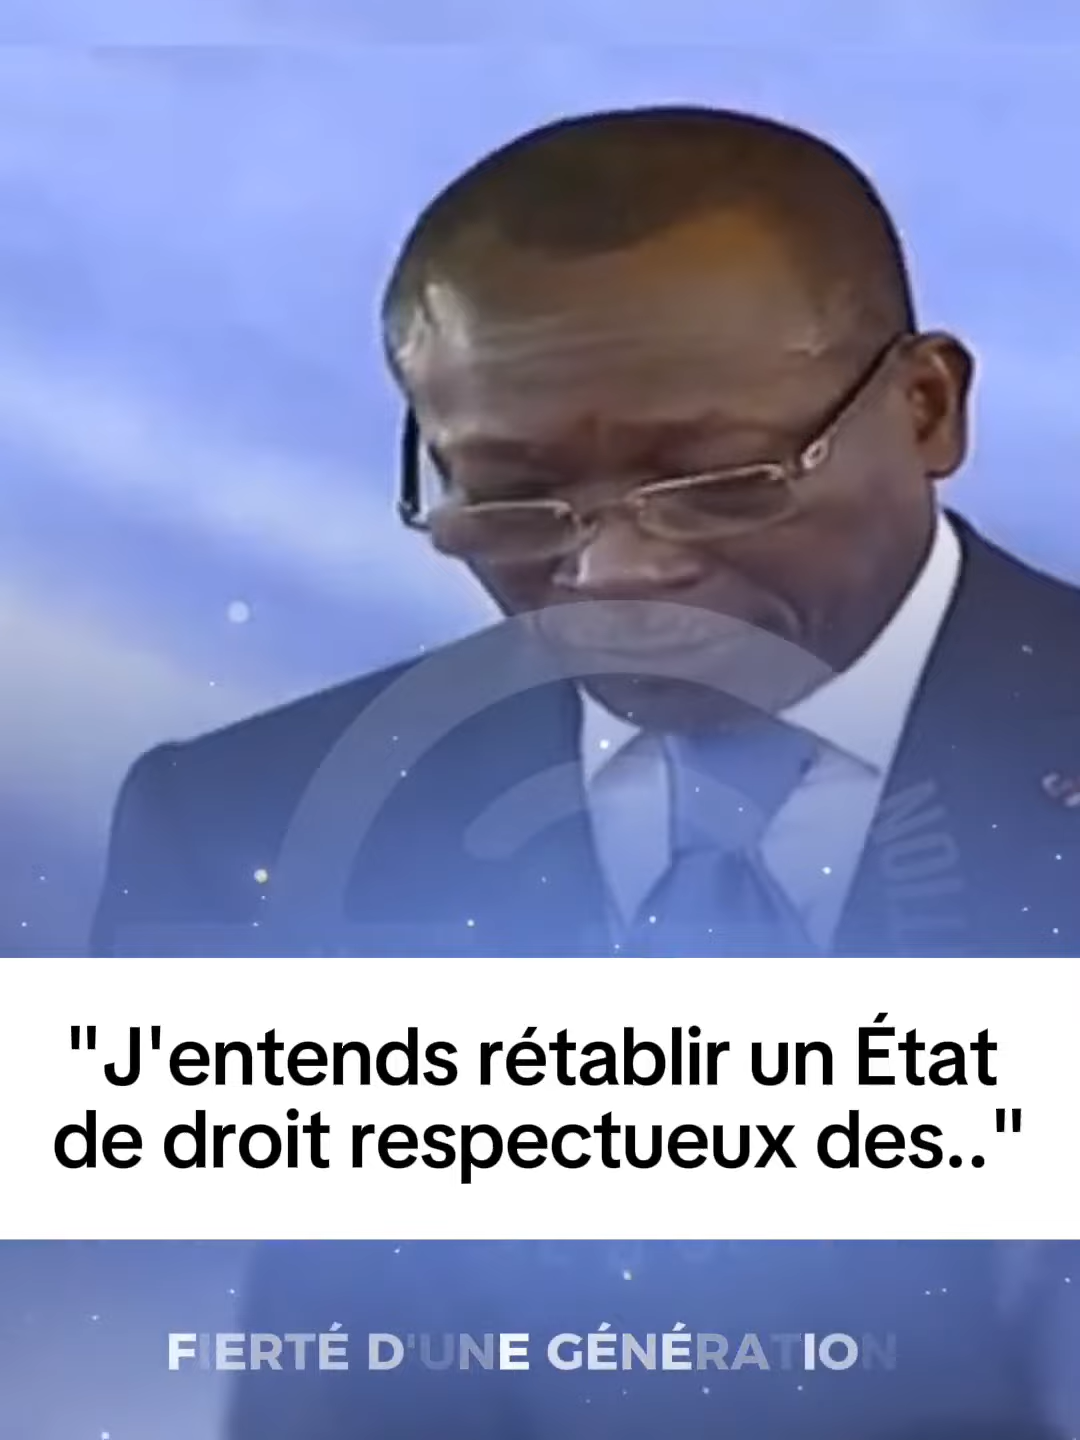 "J'entends rétablir un État
de droit respectueux des.."
FIERTÉ D'UNE GÉNÉRATION